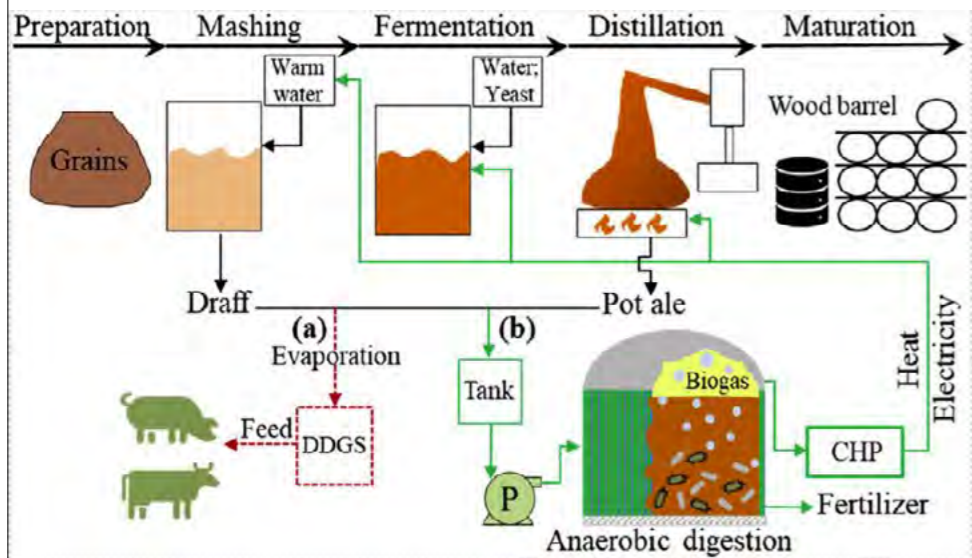 Preparation
Mashing
Fermentation
Distillation
Maturation
Warm
water
Water;
Yeast
Wood barrel
Grains
Draff
Pot ale
(a)
(b)
Evaporation
Tank
Biogas
Heat
Electricity
Feed
DDGS
CHP
P
Fertilizer
Anaerobic digestion